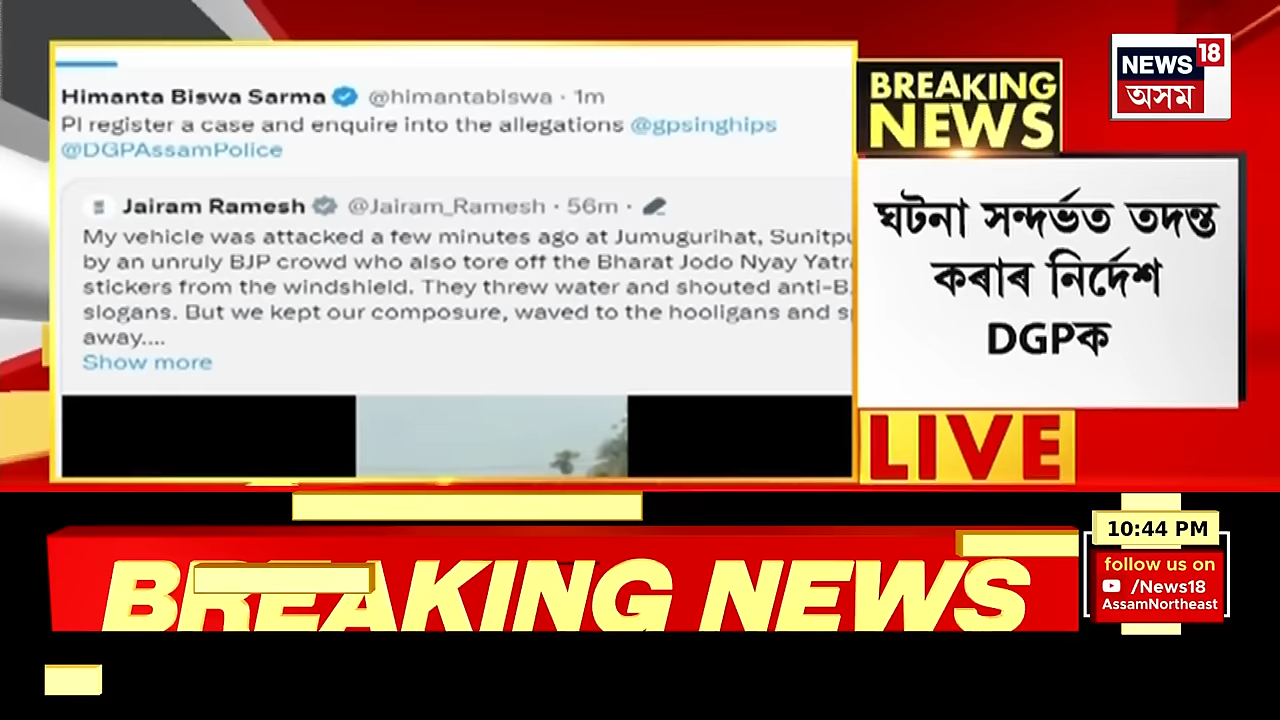 Himanta Biswa Sarma @himantabiswa · 1m
Pl register a case and enquire into the allegations @gpsinghips
@DGPAssamPolice
Jairam Ramesh @Jairam_Ramesh · 56m ·
My vehicle was attacked a few minutes ago at Jumugurihat, Sunitpu
by an unruly BJP crowd who also tore off the Bharat Jodo Nyay Yatra
stickers from the windshield. They threw water and shouted anti-B
slogans. But we kept our composure, waved to the hooligans and s
away....
Show more
BREAKING
NEWS
NEWS 18
অসম
ঘটনা সন্দৰ্ভত তদন্ত
কৰাৰ নিৰ্দেশ
DGPক
LIVE
BREAKING NEWS
10:44 PM
follow us on
/News18
AssamNortheast